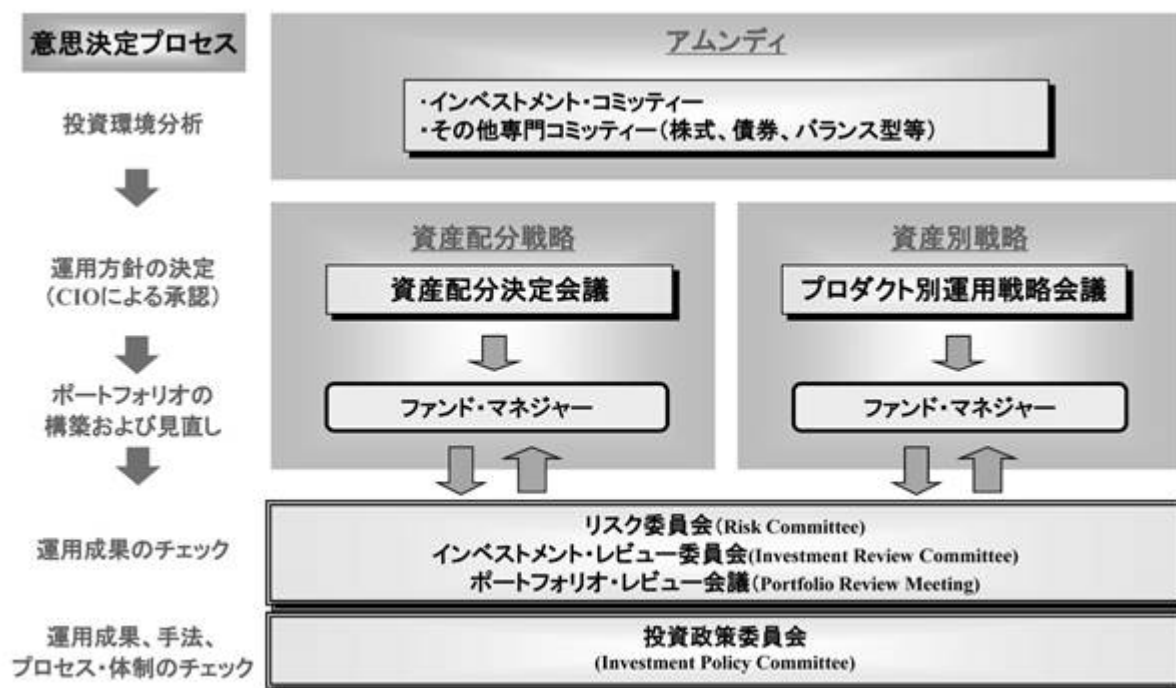 意思決定プロセス
アムンディ
・インベストメント・コミッティー
・その他専門コミッティー（株式、債券、バランス型等）
投資環境分析
資産配分戦略
資産別戦略
運用方針の決定
（CIOによる承認）
資産配分決定会議
プロダクト別運用戦略会議
ポートフォリオの
構築および見直し
ファンド・マネジャー
ファンド・マネジャー
運用成果のチェック
リスク委員会(Risk Committee)
インベストメント・レビュー委員会(Investment Review Committee)
ポートフォリオ・レビュー会議(Portfolio Review Meeting)
運用成果、手法、
プロセス・体制のチェック
投資政策委員会
(Investment Policy Committee)